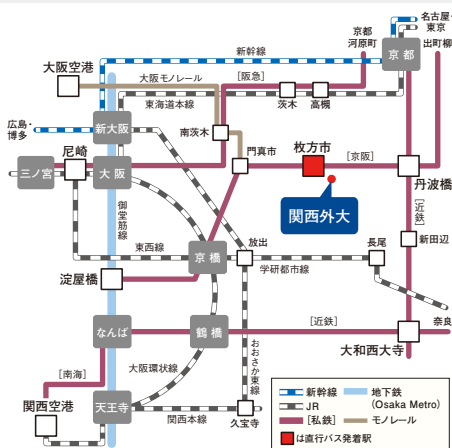 名古屋・
東京
京都
河原町
出町柳
京都
新幹線
大阪空港
大阪モノレール
[阪急]
東海道本線
茨木
高槻
広島・
博多
新大阪
南茨木
尼崎
門真市
枚方市
[京阪]
三ノ宮
大阪
丹波橋
関西外大
御堂筋線
[近鉄]
東西線
京橋
放出
長尾
新田辺
学研都市線
淀屋橋
奈良
なんば
鶴橋
[近鉄]
大和西大寺
おおさか東線
[南海]
大阪環状線
関西空港
天王寺
関西本線
久宝寺
新幹線
地下鉄
(Osaka Metro)
JR
[私鉄]
モノレール
は直行バス発着駅